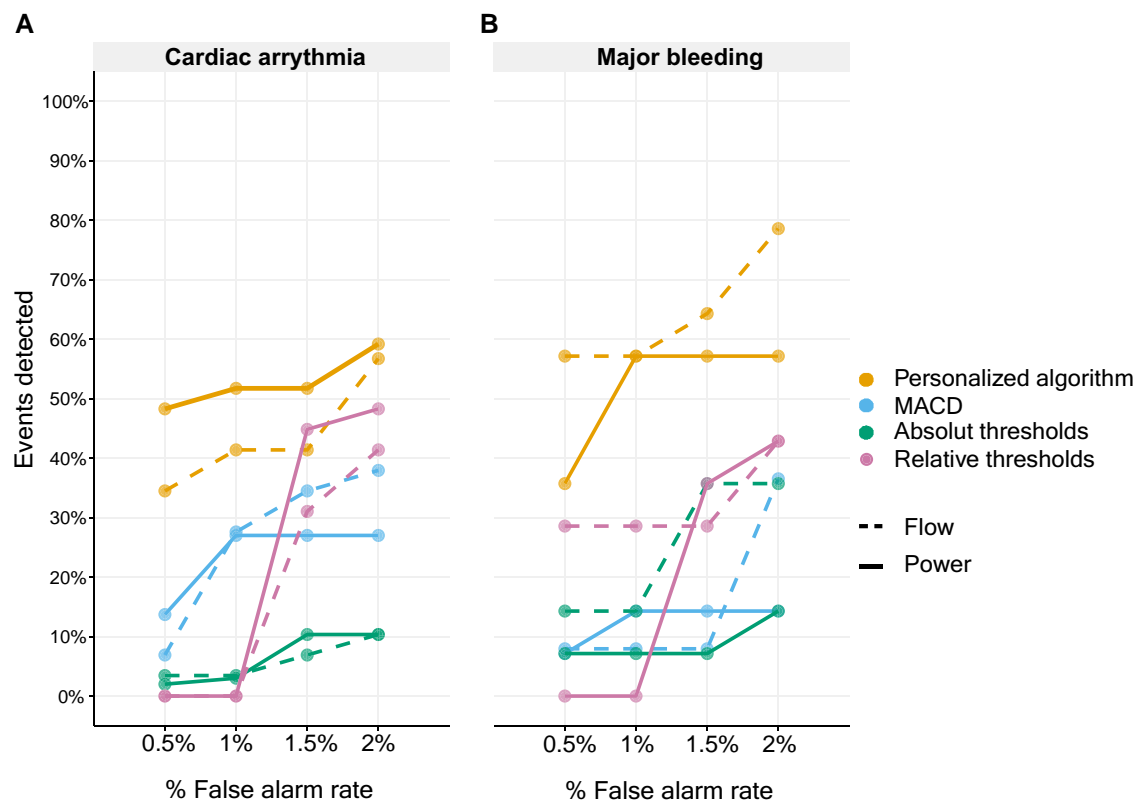 A
B
Cardiac arrythmia
Major bleeding
Events detected
100%
90%
80%
70%
60%
50%
40%
30%
20%
10%
0%
0.5% 1% 1.5% 2%
0.5% 1% 1.5% 2%
% False alarm rate
% False alarm rate
Personalized algorithm
MACD
Absolut thresholds
Relative thresholds
Flow
Power